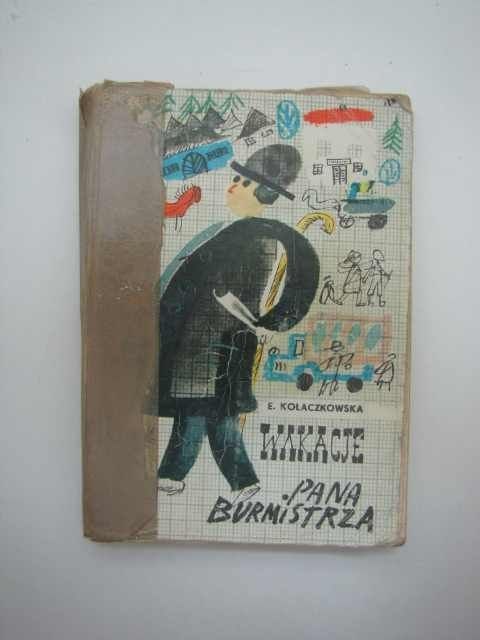 E. KOŁACZKOWSKA
WAKACJE
PANA
BURMISTRZA